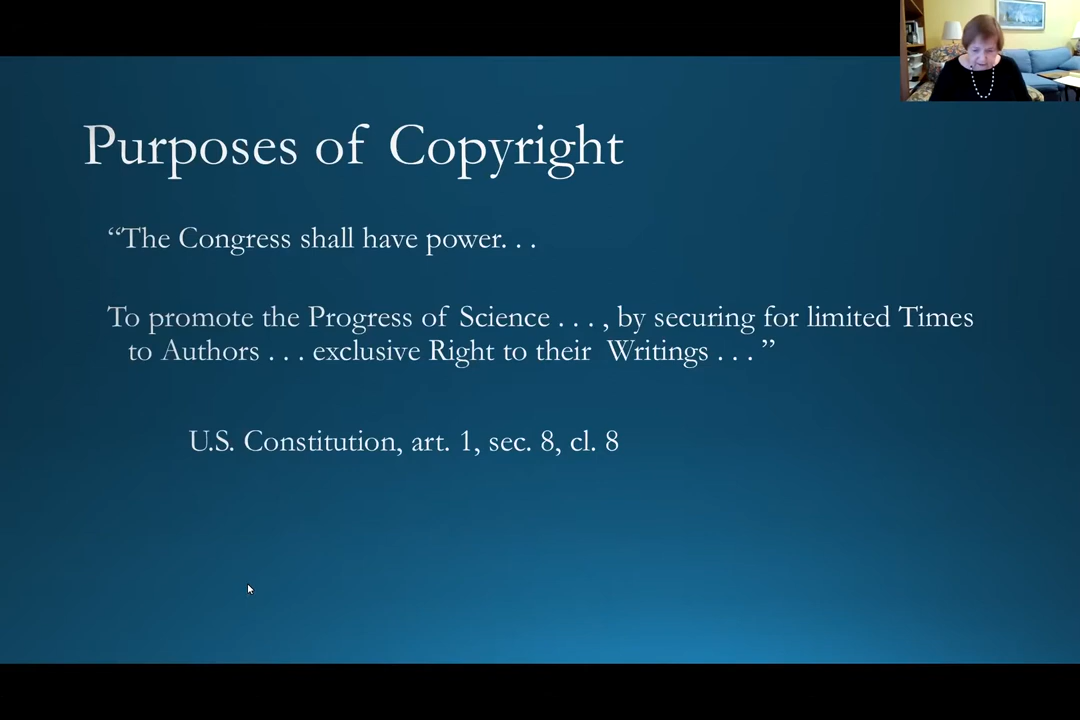 Purposes of Copyright
“The Congress shall have power. . .
To promote the Progress of Science . . . , by securing for limited Times
to Authors . . . exclusive Right to their Writings . . . ”
U.S. Constitution, art. 1, sec. 8, cl. 8